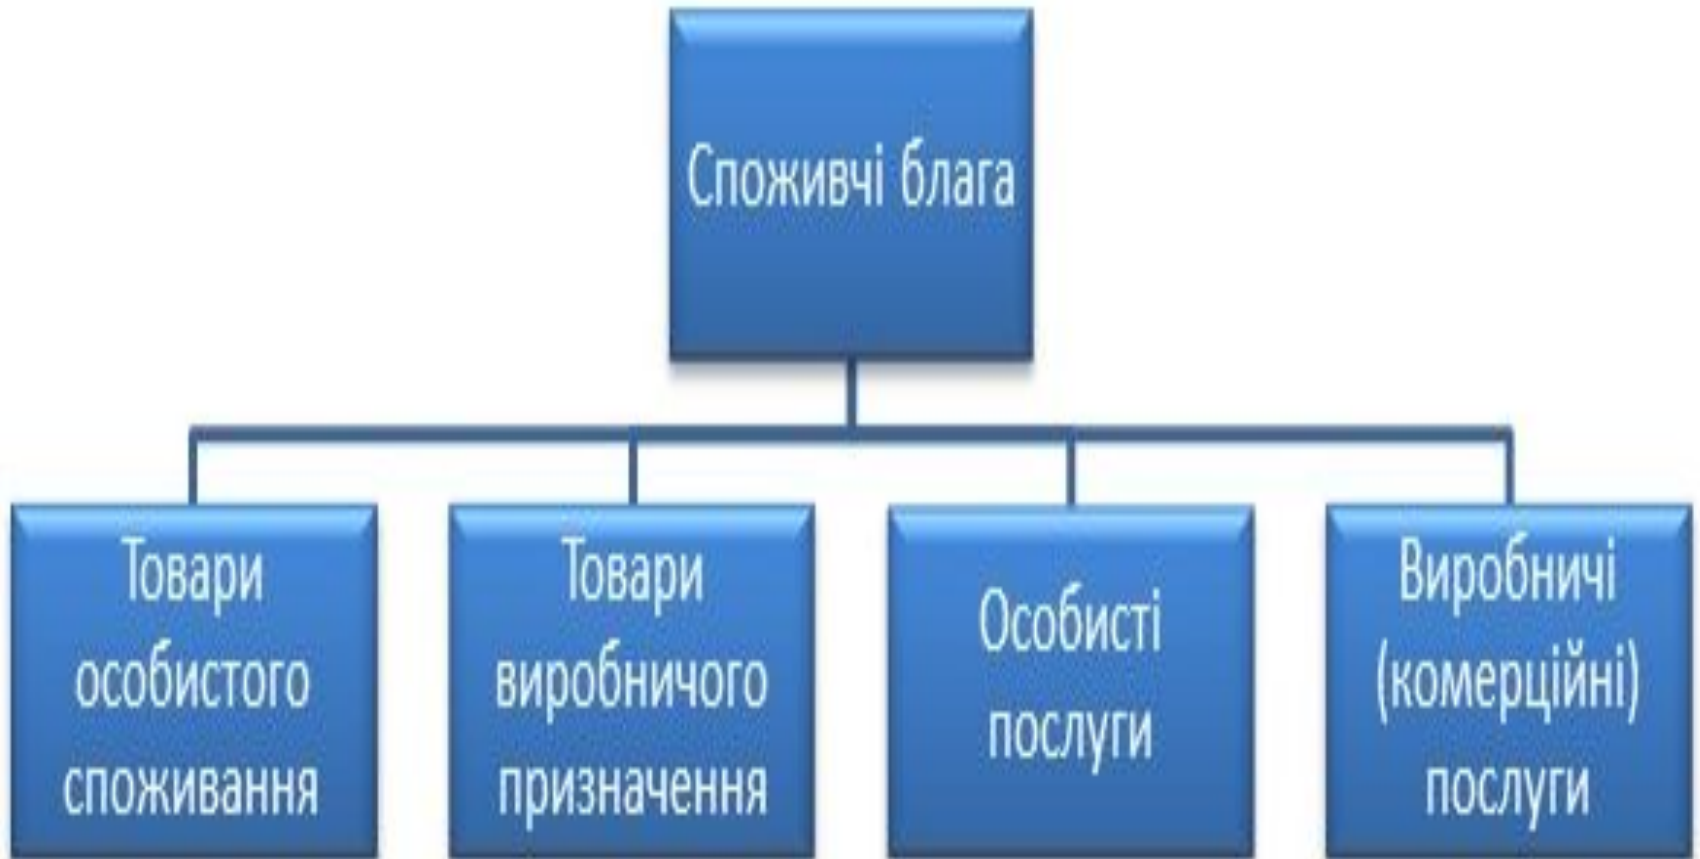 Споживчі блага
Товари
особистого
споживання
Товари
виробничого
призначення
Особисті
послуги
Виробничі
(комерційні)
послуги